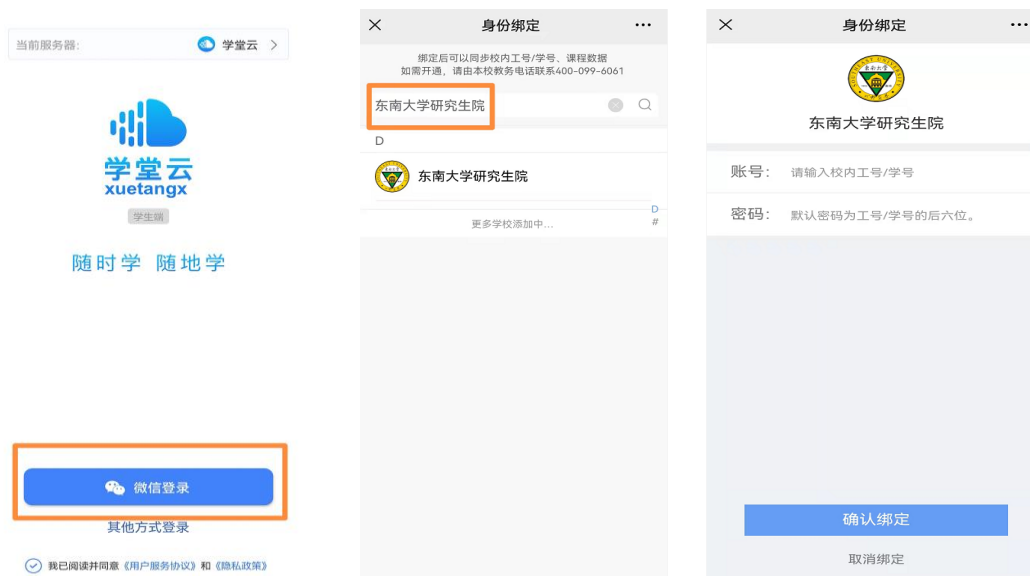 当前服务器:
学堂云
学堂云
xuetangx
学生端
随时学 随地学
微信登录
其他方式登录
我已阅读并同意《用户服务协议》和《隐私政策》
身份绑定
绑定后可以同步校内工号/学号、课程数据
如需开通，请由本校教务电话联系400-099-6061
东南大学研究生院
D
东南大学研究生院
D
#
更多学校添加中...
身份绑定
东南大学研究生院
账号: 请输入校内工号/学号
密码: 默认密码为工号/学号的后六位。
确认绑定
取消绑定